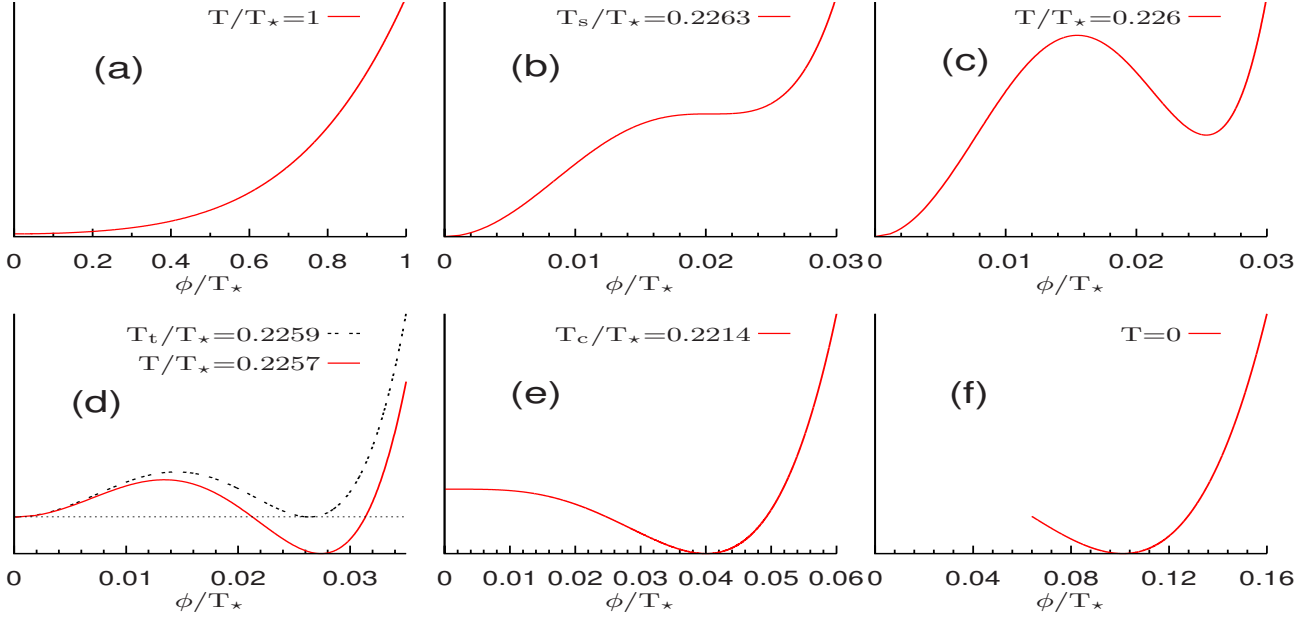 T/T⋆=1
(a)
0 0.2 0.4 0.6 0.8 1
ϕ/T⋆
Ts/T⋆=0.2263
(b)
0 0.01 0.02 0.03
ϕ/T⋆
T/T⋆=0.226
(c)
0.01 0.02 0.03
ϕ/T⋆
Tt/T⋆=0.2259
T/T⋆=0.2257
(d)
0 0.01 0.02 0.03
ϕ/T⋆
Tc/T⋆=0.2214
(e)
0 0.01 0.02 0.03 0.04 0.05 0.06
ϕ/T⋆
T=0
(f)
0 0.04 0.08 0.12 0.16
ϕ/T⋆